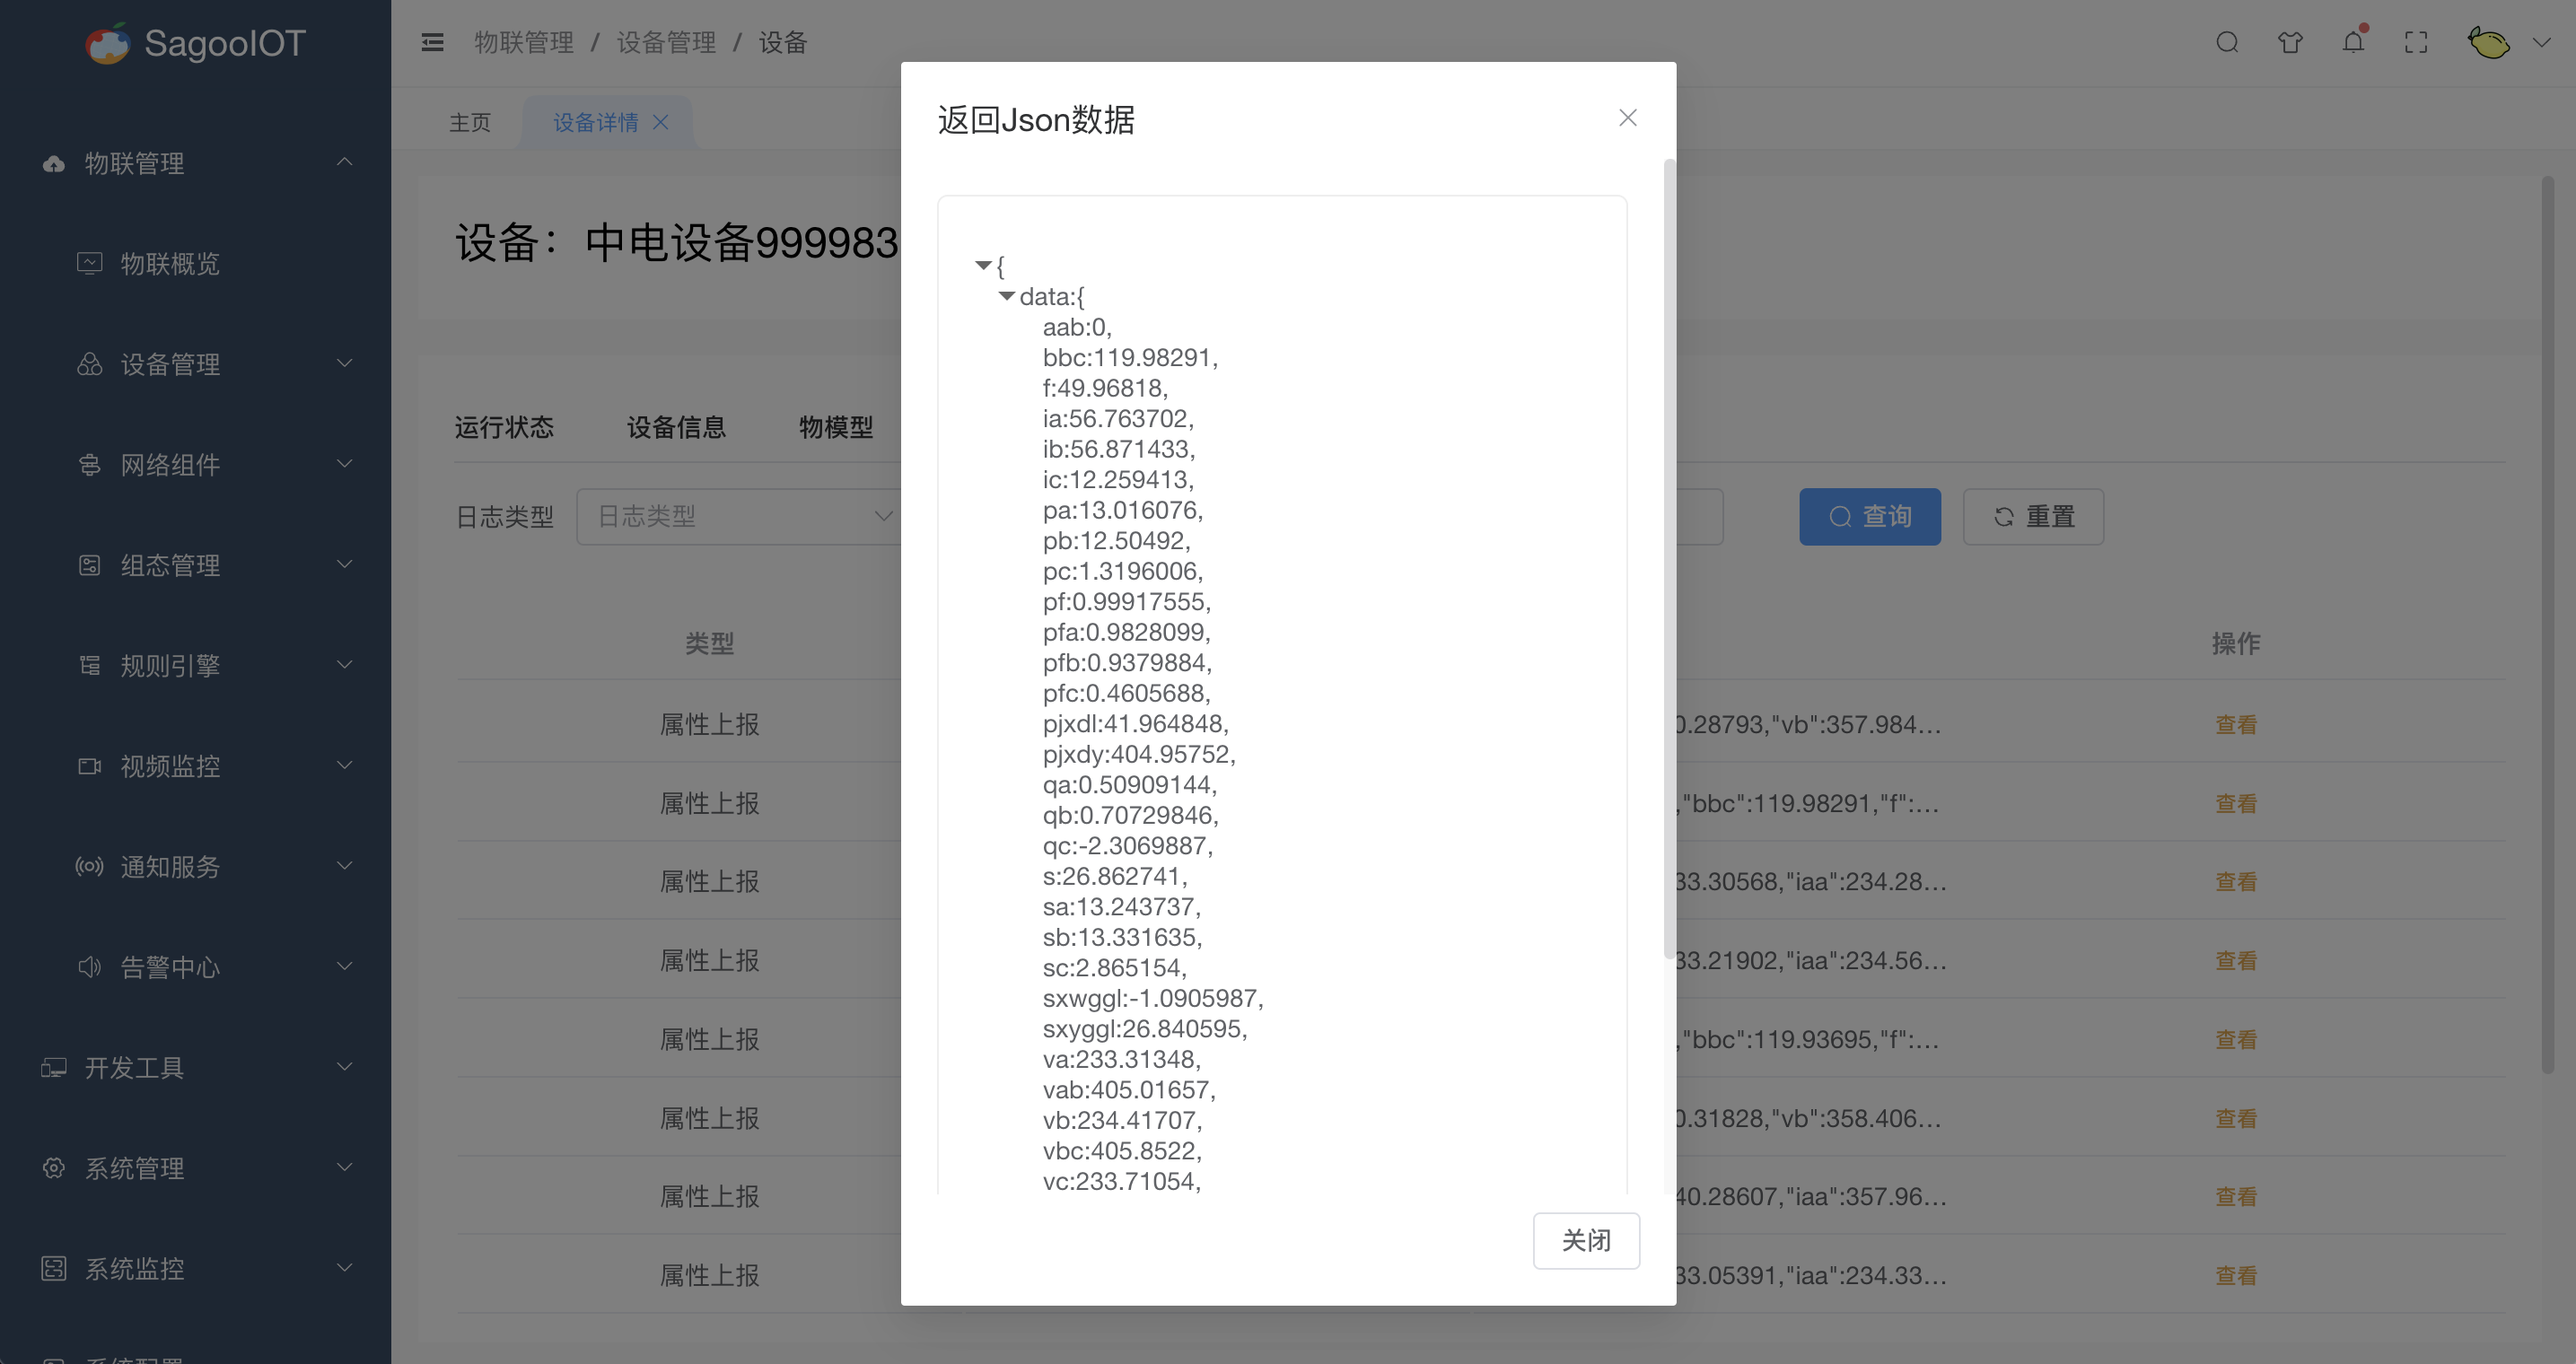 SagooIOT
物联管理 / 设备管理 / 设备
主页
设备详情
物联管理
物联概览
设备管理
网络组件
组态管理
规则引擎
视频监控
通知服务
告警中心
开发工具
系统管理
系统监控
设备：中电设备999983
运行状态 设备信息 物模型
日志类型 日志类型
查询 重置
类型 操作
属性上报 0.28793,"vb":357.984... 查看
属性上报 ,"bbc":119.98291,"f":... 查看
属性上报 33.30568,"iaa":234.28... 查看
属性上报 33.21902,"iaa":234.56... 查看
属性上报 ,"bbc":119.93695,"f":... 查看
属性上报 0.31828,"vb":358.406... 查看
属性上报 40.28607,"iaa":357.96... 查看
属性上报 33.05391,"iaa":234.33... 查看
返回Json数据
{
data:{
aab:0,
bbc:119.98291,
f:49.96818,
ia:56.763702,
ib:56.871433,
ic:12.259413,
pa:13.016076,
pb:12.50492,
pc:1.3196006,
pf:0.99917555,
pfa:0.9828099,
pfb:0.9379884,
pfc:0.4605688,
pjxdl:41.964848,
pjxdy:404.95752,
qa:0.50909144,
qb:0.70729846,
qc:-2.3069887,
s:26.862741,
sa:13.243737,
sb:13.331635,
sc:2.865154,
sxwggl:-1.0905987,
sxyggl:26.840595,
va:233.31348,
vab:405.01657,
vb:234.41707,
vbc:405.8522,
vc:233.71054,
关闭